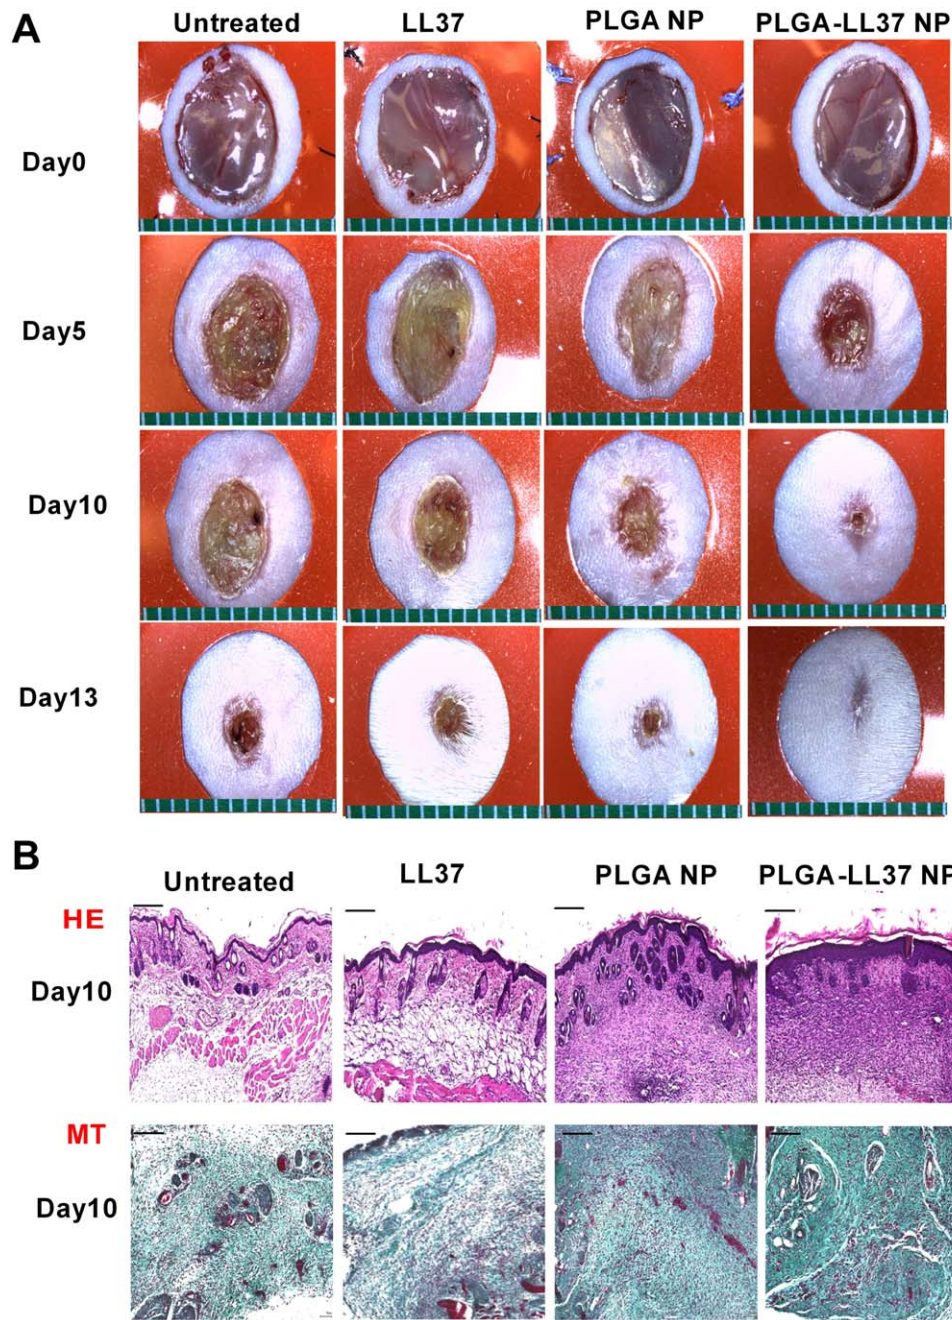 A
Untreated LL37 PLGA NP PLGA-LL37 NP
Day0
Day5
Day10
Day13
B
Untreated LL37 PLGA NP PLGA-LL37 NP
HE
Day10
MT
Day10